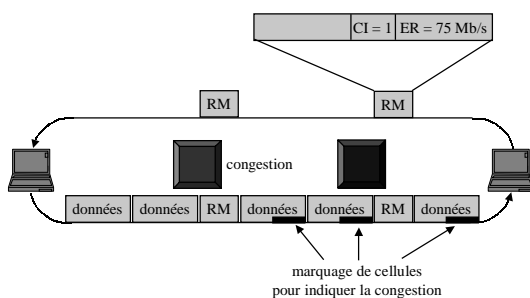 CI = 1 ER = 75 Mb/s
RM RM
congestion
données données RM données données RM données
marquage de cellules
pour indiquer la congestion